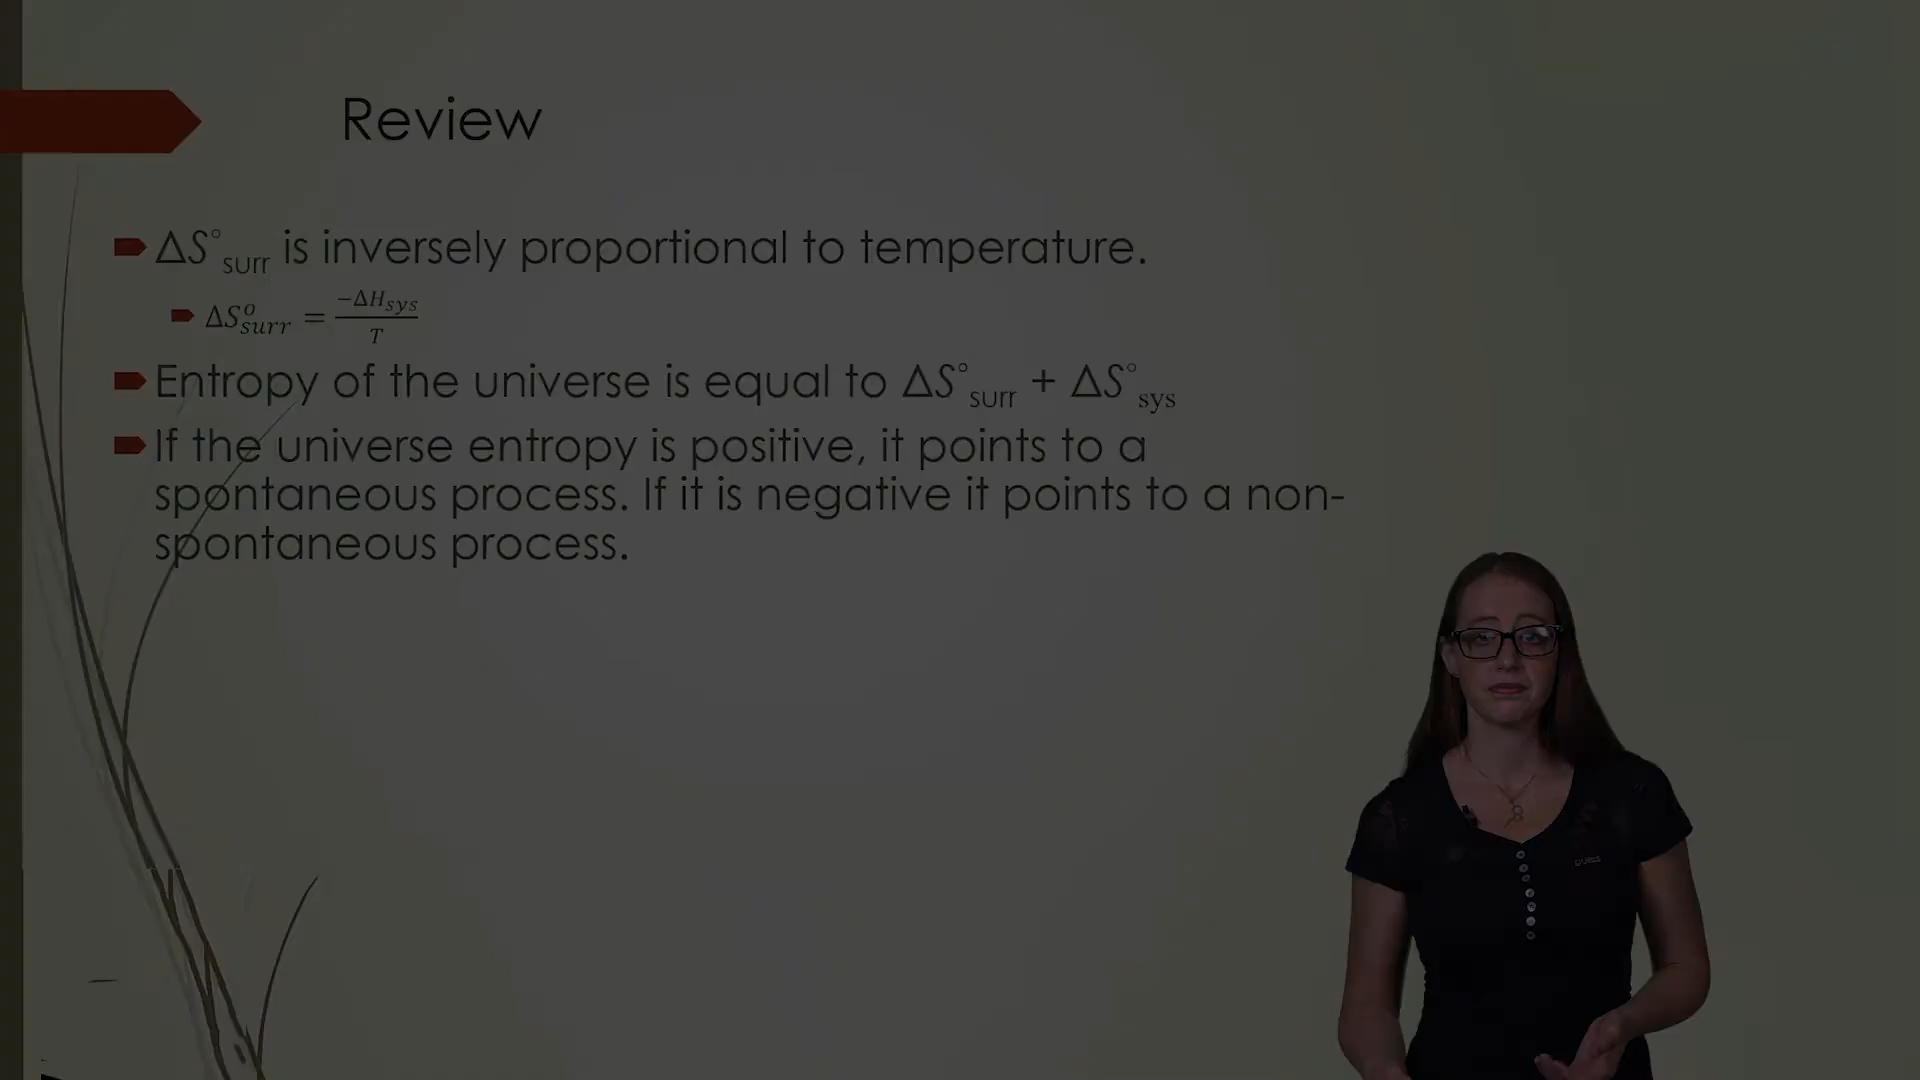 Review
ΔS°surr is inversely proportional to temperature.
ΔS°surr = −ΔHsys / T
Entropy of the universe is equal to ΔS°surr + ΔS°sys
If the universe entropy is positive, it points to a
spontaneous process. If it is negative it points to a non-
spontaneous process.